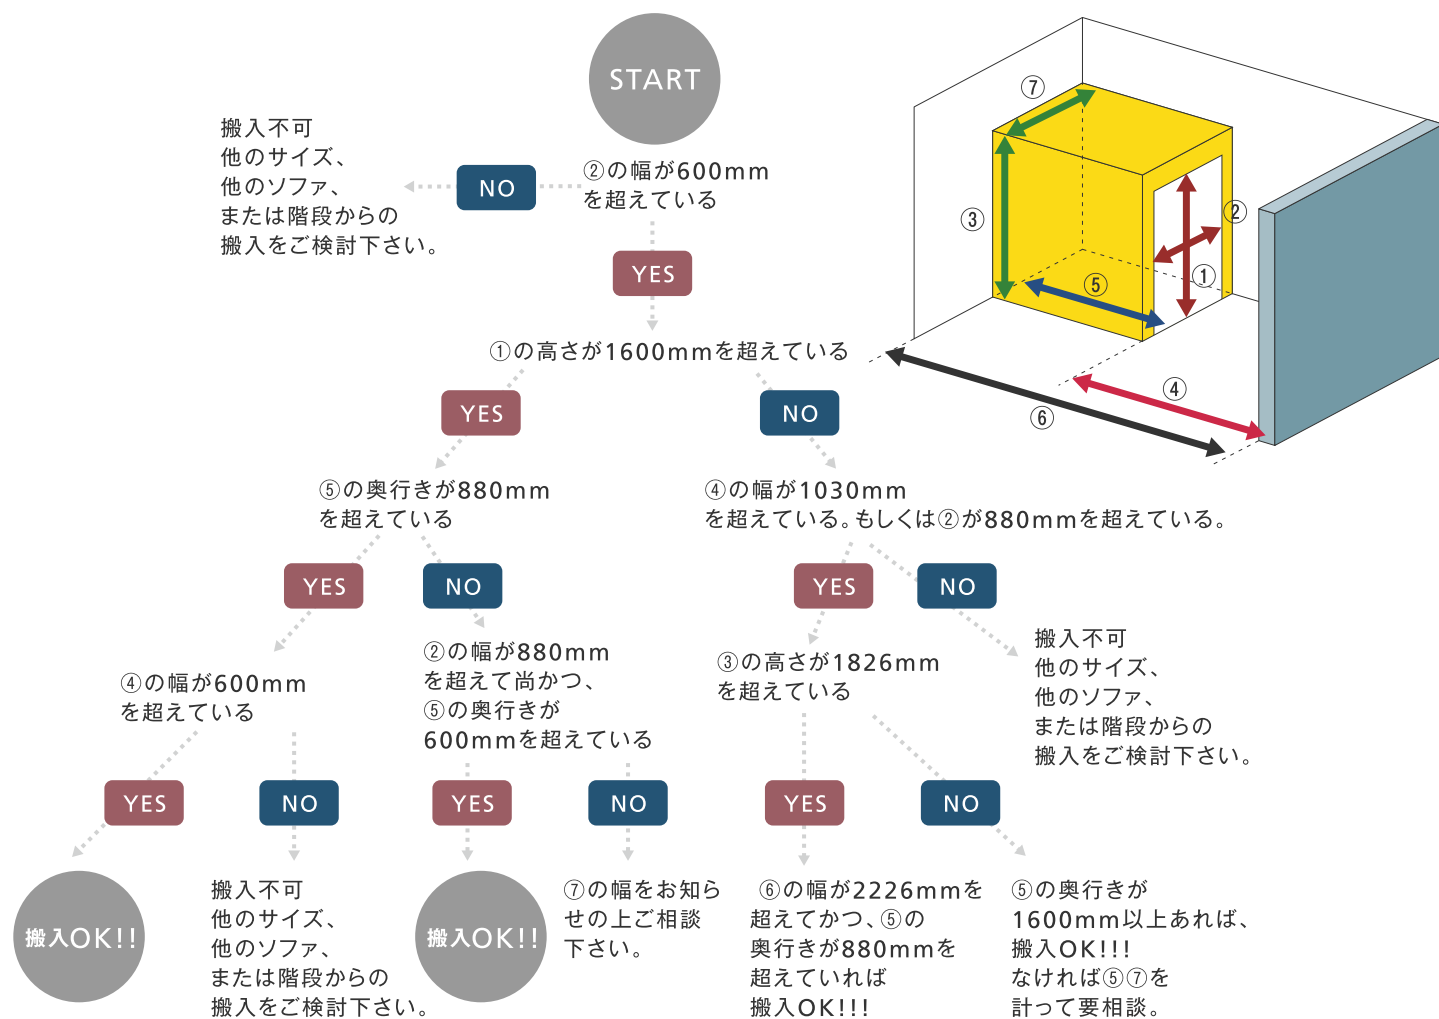 START
②の幅が600mm
を超えている
NO
搬入不可
他のサイズ、
他のソファ、
または階段からの
搬入をご検討下さい。
YES
①の高さが1600mmを超えている
YES
NO
⑤の奥行きが880mm
を超えている
④の幅が1030mm
を超えている。もしくは②が880mmを超えている。
YES
NO
YES
NO
④の幅が600mm
を超えている
②の幅が880mm
を超えて尚かつ、
⑤の奥行きが
600mmを超えている
③の高さが1826mm
を超えている
搬入不可
他のサイズ、
他のソファ、
または階段からの
搬入をご検討下さい。
YES
NO
YES
NO
YES
NO
搬入OK!!
搬入不可
他のサイズ、
他のソファ、
または階段からの
搬入をご検討下さい。
搬入OK!!
⑦の幅をお知ら
せの上ご相談
下さい。
⑥の幅が2226mmを
超えてかつ、⑤の
奥行きが880mmを
超えていれば
搬入OK!!!
⑤の奥行きが
1600mm以上あれば、
搬入OK!!!
なければ⑤⑦を
計って要相談。
⑦
③
②
①
⑤
④
⑥